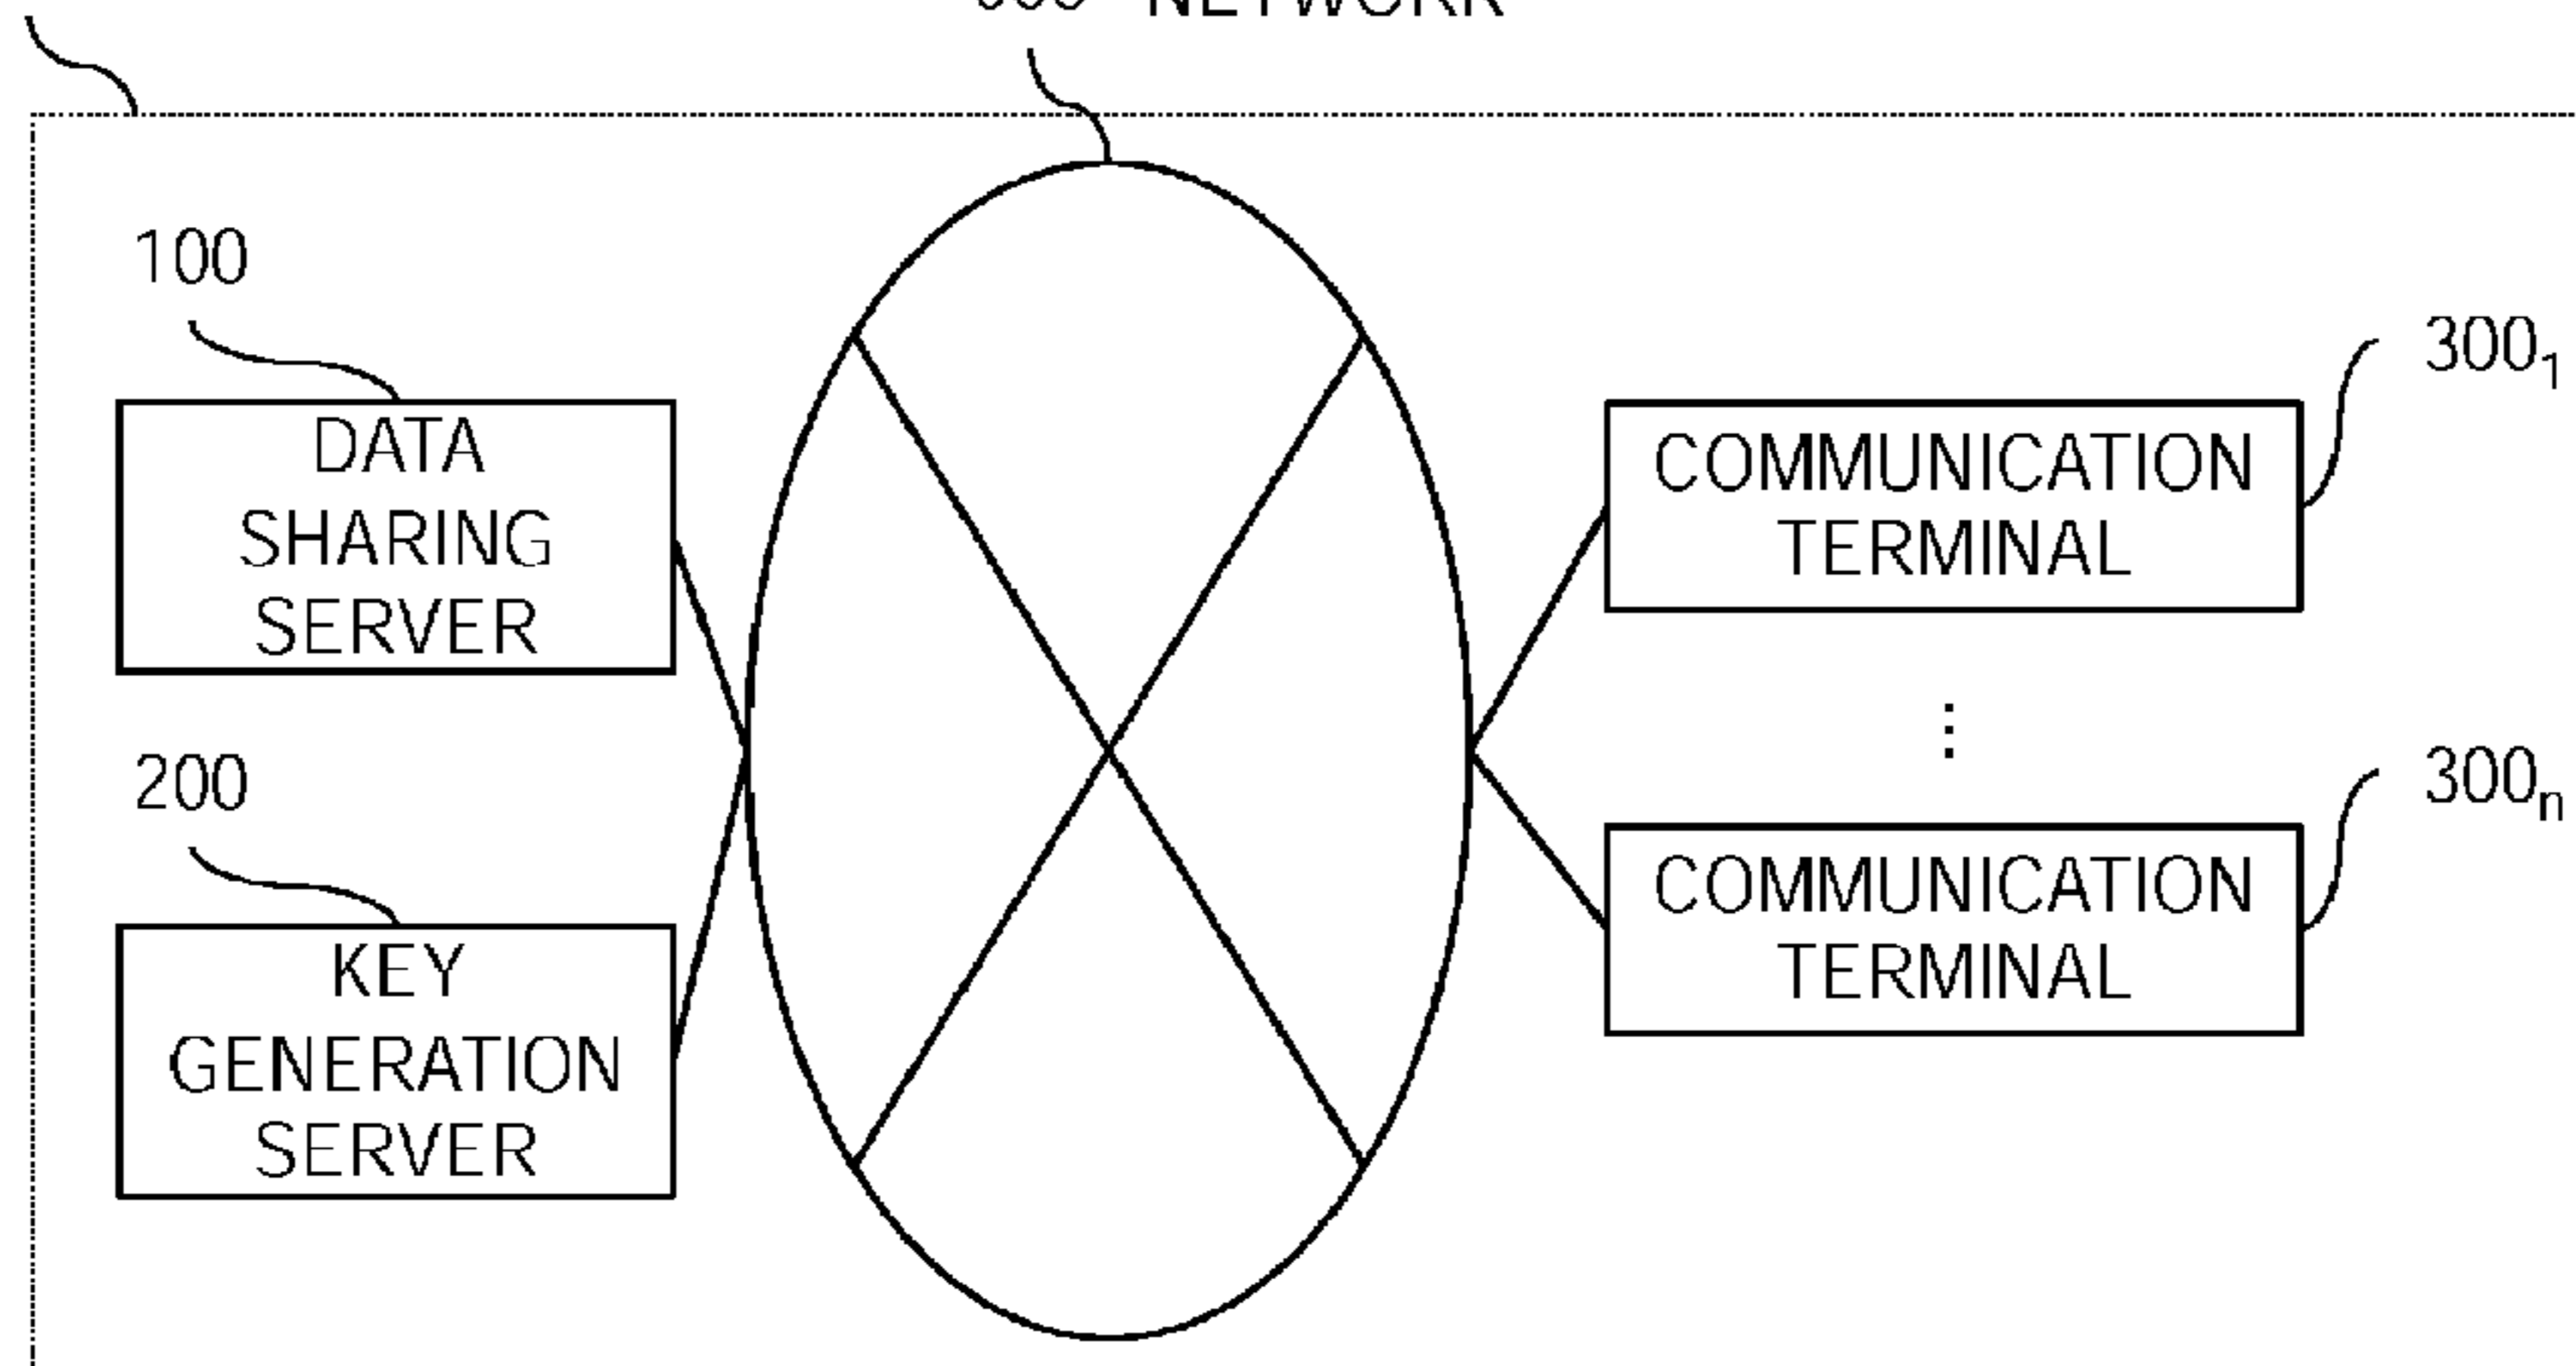 NETWORK
100
DATA
SHARING
SERVER
300₁
COMMUNICATION
TERMINAL
⋮
200
KEY
GENERATION
SERVER
300ₙ
COMMUNICATION
TERMINAL